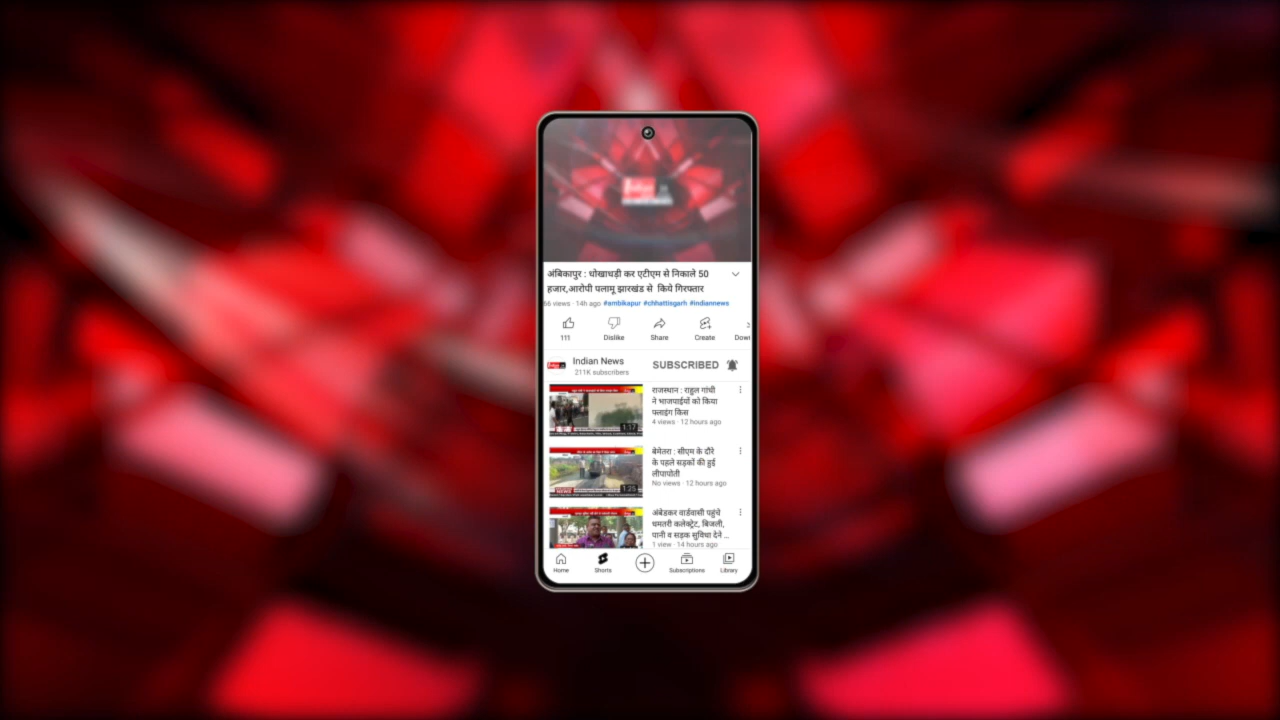 अंबिकापुर : धोखाधड़ी कर एटीएम से निकाले 50
हजार,आरोपी पलामू झारखंड से किये गिरफ्तार
66 views · 14h ago #ambikapur #chhattisgarh #indiannews
111
Dislike
Share
Create
Down
Indian News
211K subscribers
SUBSCRIBED
राजस्थान : राहुल गांधी
ने भाजपाईयों को किया
फ्लाइंग किस
4 views · 12 hours ago
1:17
बेमेतरा : सीएम के दौरे
के पहले सड़कों की हुई
लीपापोती
No views · 12 hours ago
NEWS
1:25
अंबेडकर वार्डवासी पहुंचे
धमतरी कलेक्ट्रेट, बिजली,
पानी व सड़क सुविधा देने ...
1 view · 14 hours ago
Home
Shorts
Subscriptions
Library